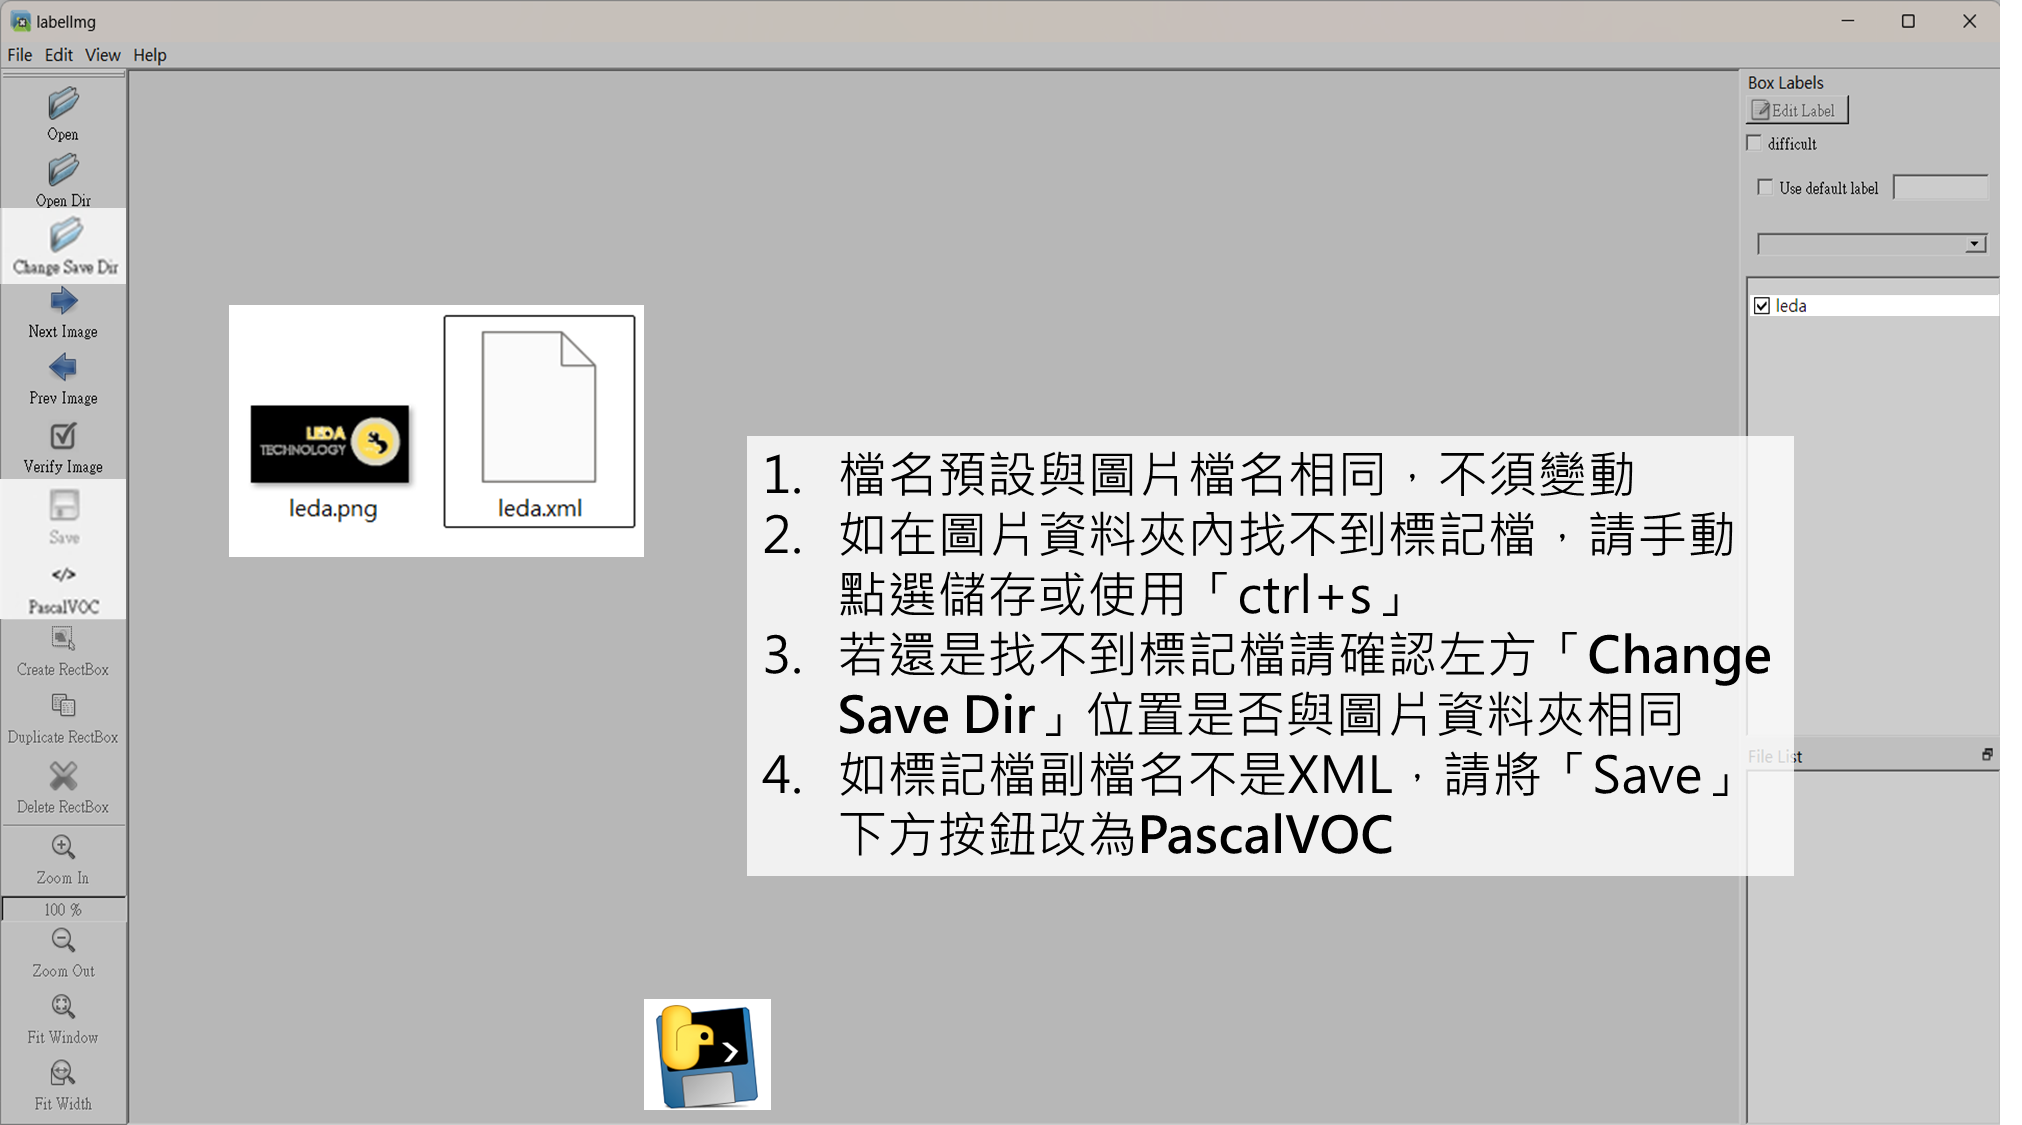 labelImg
File Edit View Help
Open
Open Dir
Change Save Dir
Next Image
Prev Image
Verify Image
Save
</>
PascalVOC
Create RectBox
Duplicate RectBox
Delete RectBox
Zoom In
100 %
Zoom Out
Fit Window
Fit Width
LEDA
TECHNOLOGY
leda.png
leda.xml
1. 檔名預設與圖片檔名相同，不須變動
2. 如在圖片資料夾內找不到標記檔，請手動
點選儲存或使用「ctrl+s」
3. 若還是找不到標記檔請確認左方「Change
Save Dir」位置是否與圖片資料夾相同
4. 如標記檔副檔名不是XML，請將「Save」
下方按鈕改為PascalVOC
Box Labels
Edit Label
difficult
Use default label
leda
File List